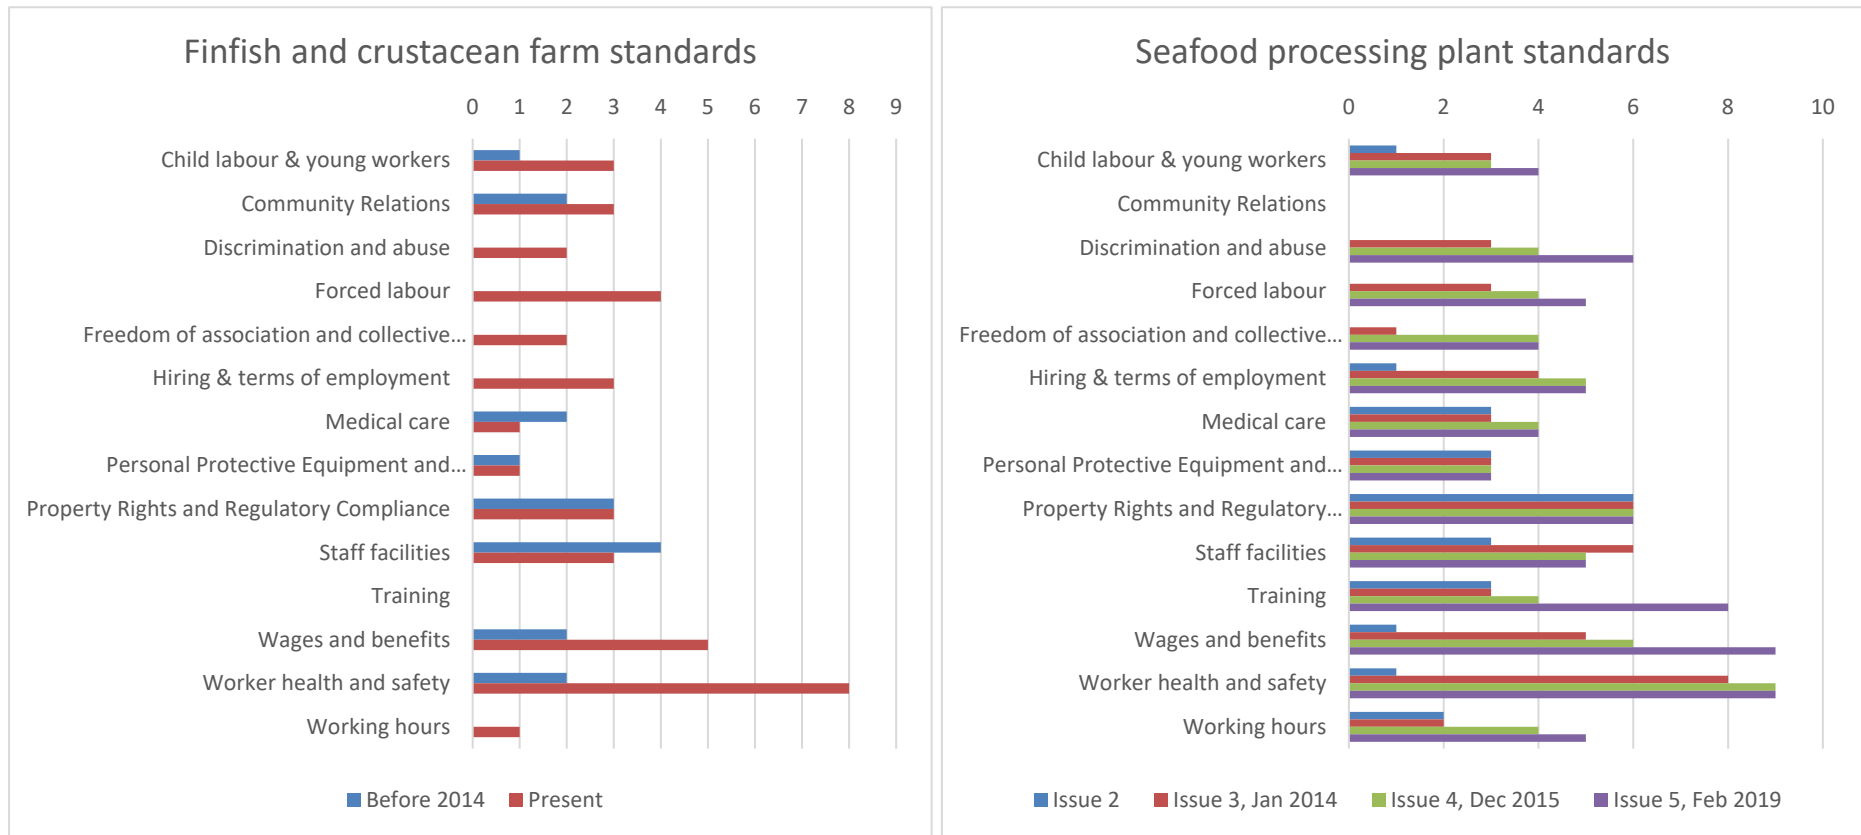 Finfish and crustacean farm standards
0 1 2 3 4 5 6 7 8 9
Child labour & young workers
Community Relations
Discrimination and abuse
Forced labour
Freedom of association and collective...
Hiring & terms of employment
Medical care
Personal Protective Equipment and...
Property Rights and Regulatory Compliance
Staff facilities
Training
Wages and benefits
Worker health and safety
Working hours
Before 2014 Present
Seafood processing plant standards
0 2 4 6 8 10
Child labour & young workers
Community Relations
Discrimination and abuse
Forced labour
Freedom of association and collective...
Hiring & terms of employment
Medical care
Personal Protective Equipment and...
Property Rights and Regulatory...
Staff facilities
Training
Wages and benefits
Worker health and safety
Working hours
Issue 2 Issue 3, Jan 2014 Issue 4, Dec 2015 Issue 5, Feb 2019